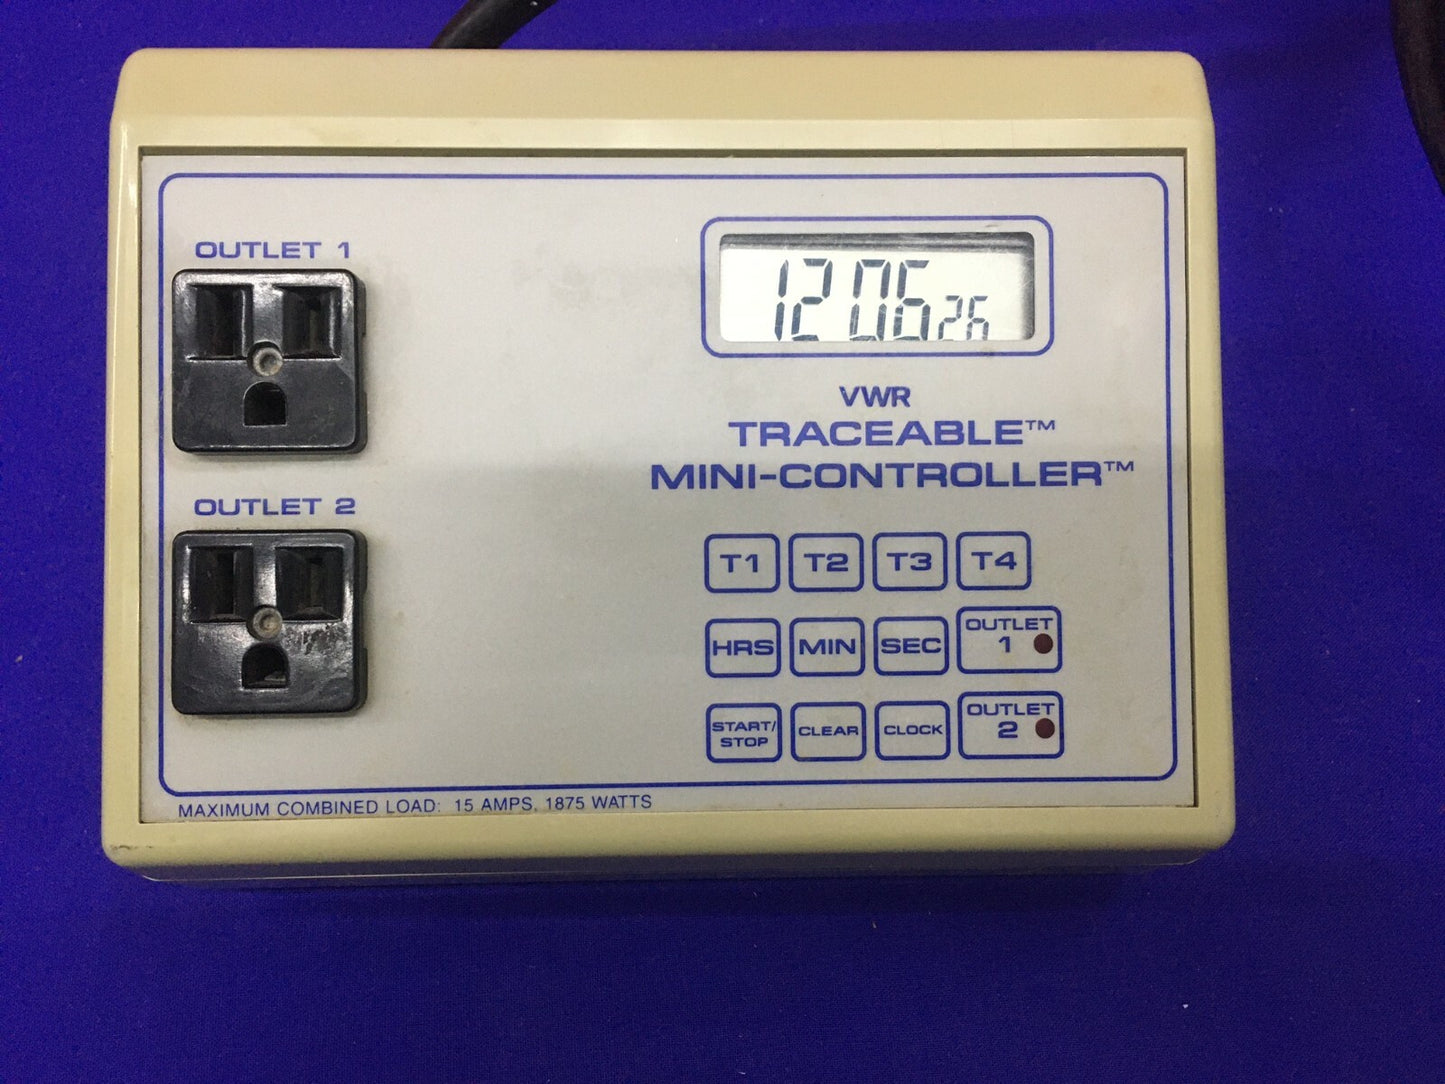 OUTLET 1
OUTLET 2
12 06 26
VWR
TRACEABLE™
MINI-CONTROLLER™
T1 T2 T3 T4
HRS MIN SEC OUTLET 1
START/STOP CLEAR CLOCK OUTLET 2
MAXIMUM COMBINED LOAD: 15 AMPS, 1875 WATTS